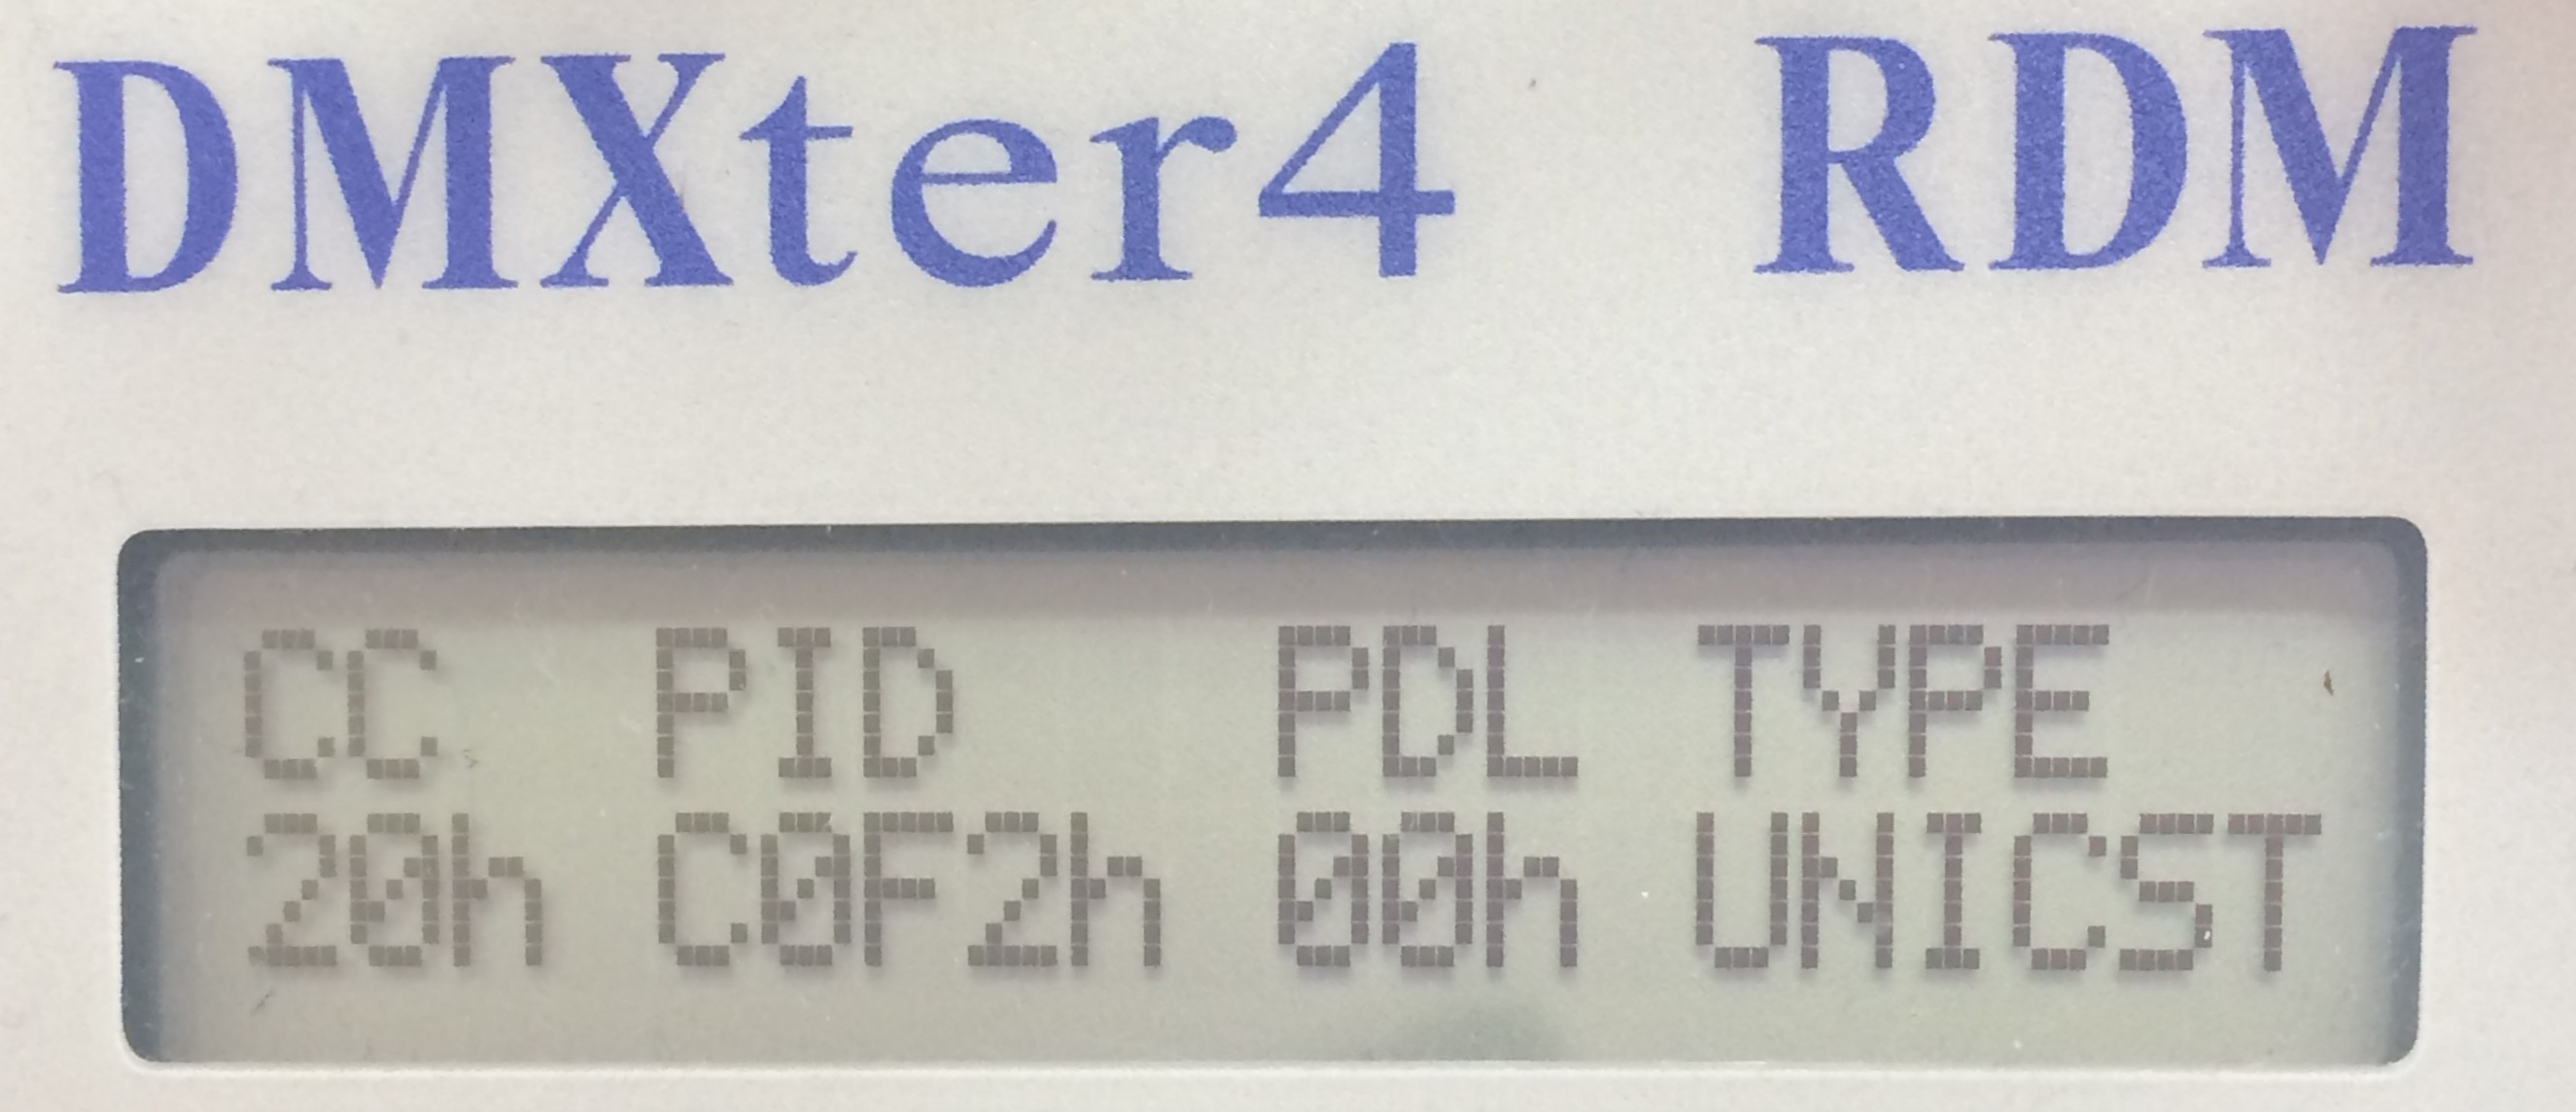 DMXter4 RDM
CC PID PDL TYPE
20h C0F2h 00h UNICST